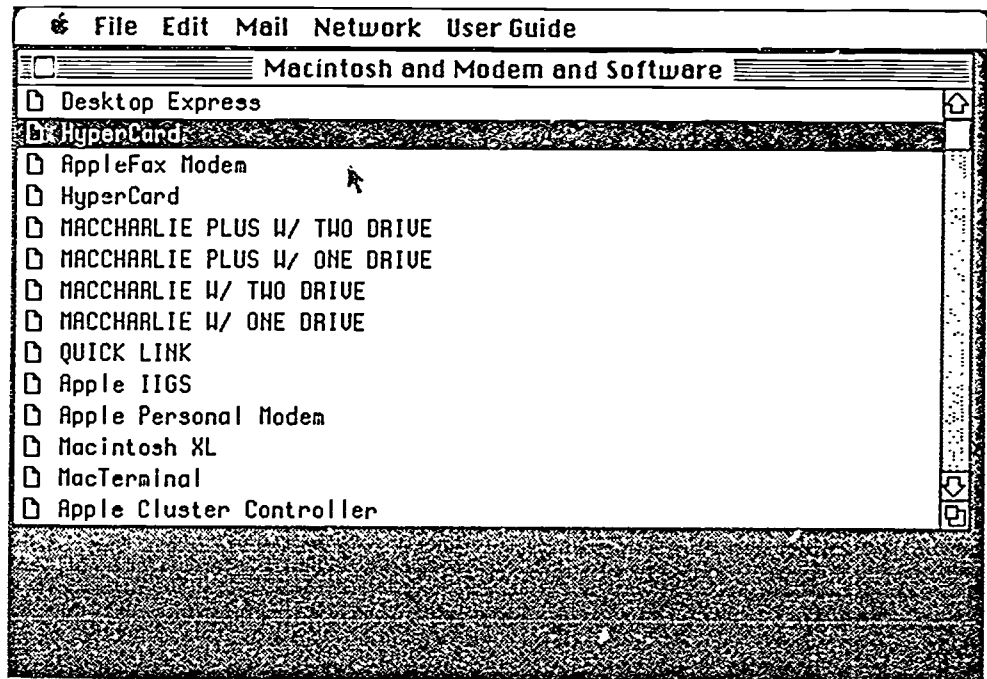 File Edit Mail Network User Guide
Macintosh and Modem and Software
Desktop Express
HyperCard
AppleFax Modem
HyperCard
MACCHARLIE PLUS W/ TWO DRIVE
MACCHARLIE PLUS W/ ONE DRIVE
MACCHARLIE W/ TWO DRIVE
MACCHARLIE W/ ONE DRIVE
QUICK LINK
Apple IIGS
Apple Personal Modem
Macintosh XL
MacTerminal
Apple Cluster Controller